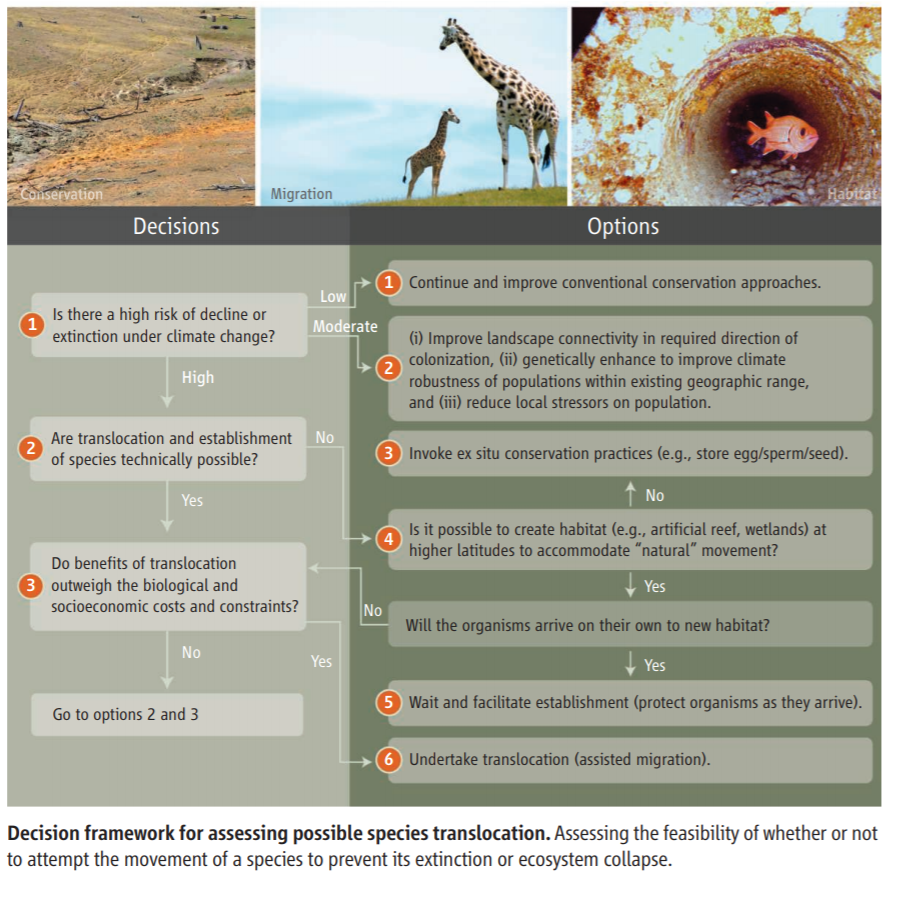 Conservation
Migration
Habitat
Decisions
Options
1 Is there a high risk of decline or
extinction under climate change?
Low
Moderate
High
2 Are translocation and establishment
of species technically possible?
No
Yes
3 Do benefits of translocation
outweigh the biological and
socioeconomic costs and constraints?
No
Yes
Go to options 2 and 3
1 Continue and improve conventional conservation approaches.
2 (i) Improve landscape connectivity in required direction of
colonization, (ii) genetically enhance to improve climate
robustness of populations within existing geographic range,
and (iii) reduce local stressors on population.
3 Invoke ex situ conservation practices (e.g., store egg/sperm/seed).
No
4 Is it possible to create habitat (e.g., artificial reef, wetlands) at
higher latitudes to accommodate “natural” movement?
Yes
No
Will the organisms arrive on their own to new habitat?
Yes
5 Wait and facilitate establishment (protect organisms as they arrive).
6 Undertake translocation (assisted migration).
Decision framework for assessing possible species translocation. Assessing the feasibility of whether or not
to attempt the movement of a species to prevent its extinction or ecosystem collapse.